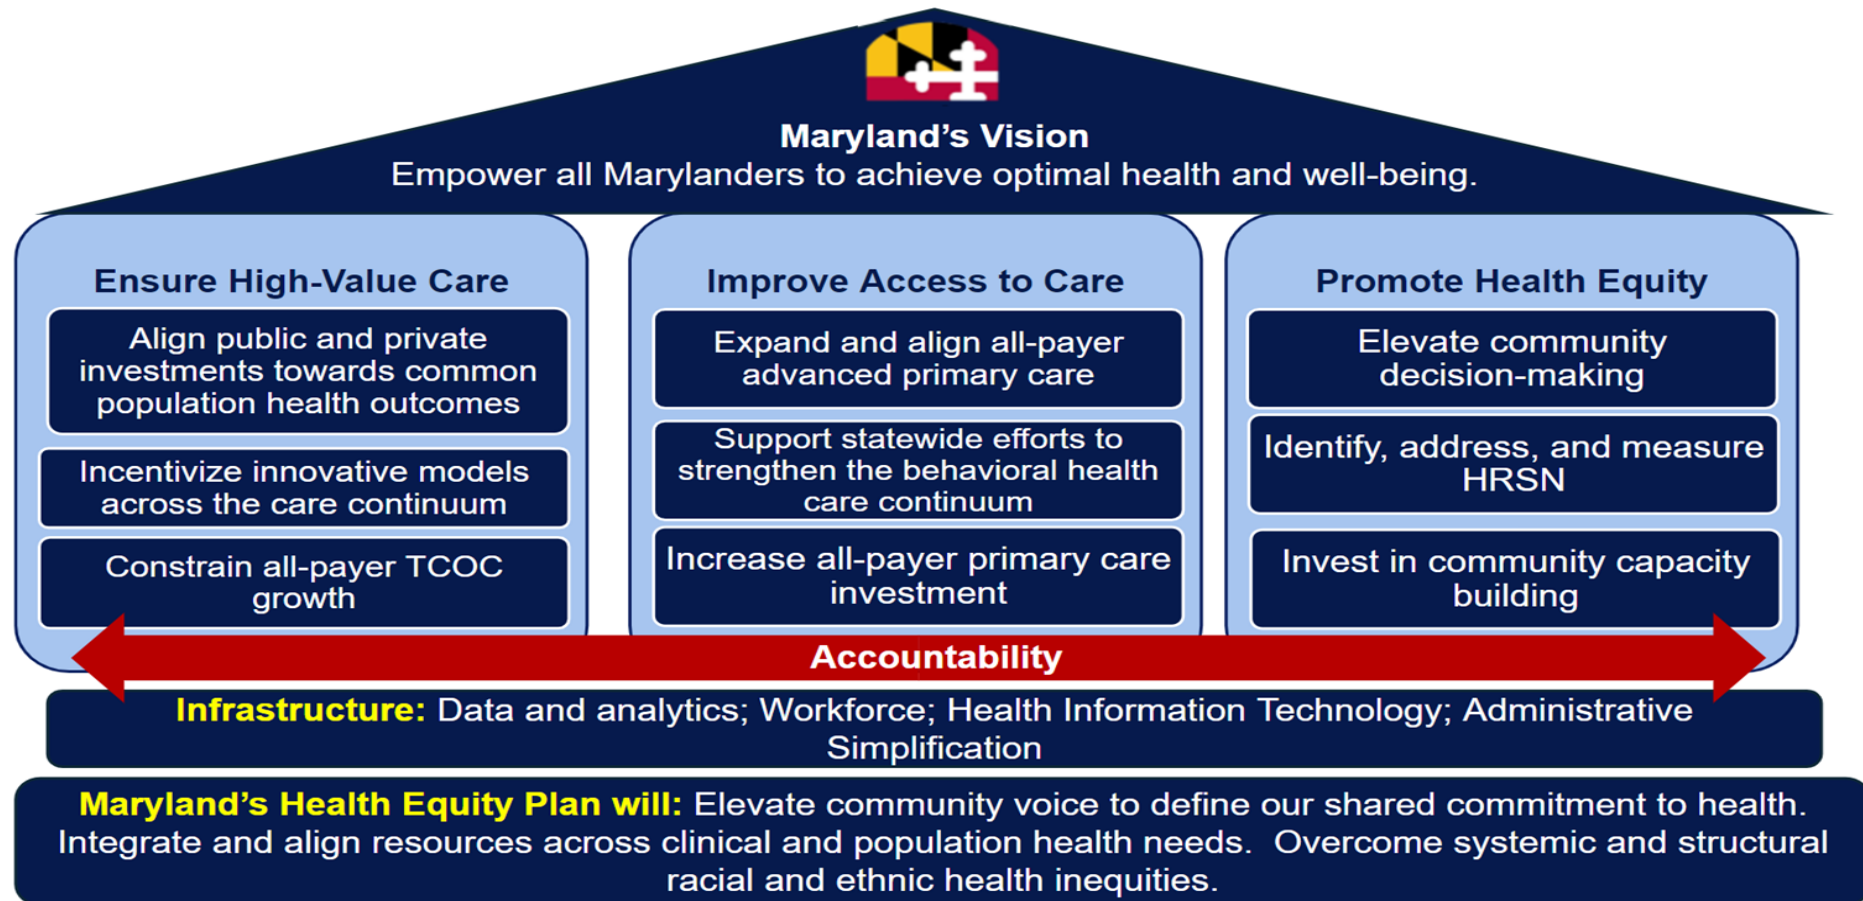 Maryland’s Vision
Empower all Marylanders to achieve optimal health and well-being.
Ensure High-Value Care
Align public and private
investments towards common
population health outcomes
Incentivize innovative models
across the care continuum
Constrain all-payer TCOC
growth
Improve Access to Care
Expand and align all-payer
advanced primary care
Support statewide efforts to
strengthen the behavioral health
care continuum
Increase all-payer primary care
investment
Promote Health Equity
Elevate community
decision-making
Identify, address, and measure
HRSN
Invest in community capacity
building
Accountability
Infrastructure: Data and analytics; Workforce; Health Information Technology; Administrative
Simplification
Maryland’s Health Equity Plan will: Elevate community voice to define our shared commitment to health.
Integrate and align resources across clinical and population health needs.  Overcome systemic and structural
racial and ethnic health inequities.